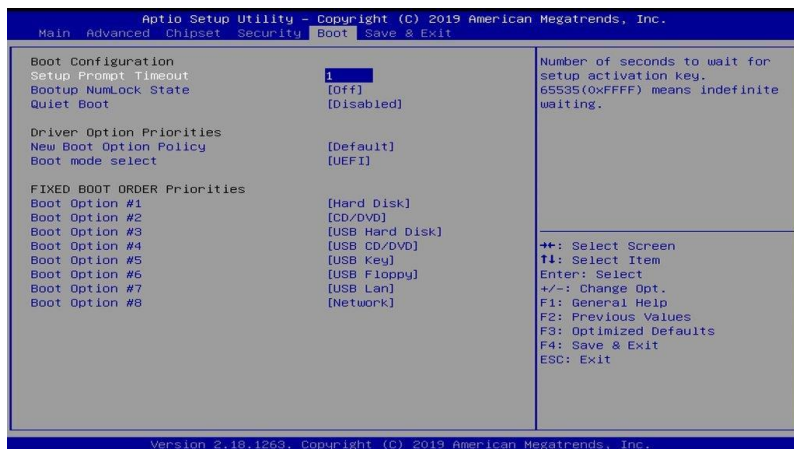 Aptio Setup Utility – Copyright (C) 2019 American Megatrends, Inc.
Main Advanced Chipset Security Boot Save & Exit
Boot Configuration
Setup Prompt Timeout 1
Bootup NumLock State [Off]
Quiet Boot [Disabled]
Driver Option Priorities
New Boot Option Policy [Default]
Boot mode select [UEFI]
FIXED BOOT ORDER Priorities
Boot Option #1 [Hard Disk]
Boot Option #2 [CD/DVD]
Boot Option #3 [USB Hard Disk]
Boot Option #4 [USB CD/DVD]
Boot Option #5 [USB Key]
Boot Option #6 [USB Floppy]
Boot Option #7 [USB Lan]
Boot Option #8 [Network]
Number of seconds to wait for
setup activation key.
65535(0xFFFF) means indefinite
waiting.
→←: Select Screen
↑↓: Select Item
Enter: Select
+/-: Change Opt.
F1: General Help
F2: Previous Values
F3: Optimized Defaults
F4: Save & Exit
ESC: Exit
Version 2.18.1263. Copyright (C) 2019 American Megatrends, Inc.